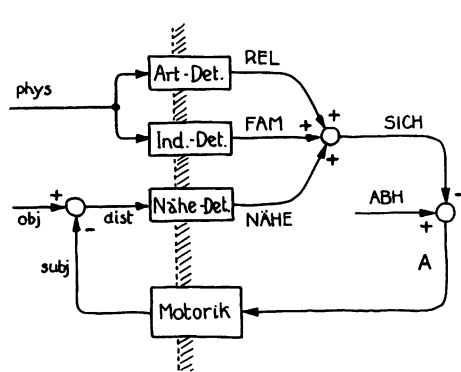 REL
phys
Art-Det.
FAM
+
+
SICH
Ind.-Det.
+
-
ABH
+
obj
-
dist
Nähe-Det.
NÄHE
+
subj
A
Motorik